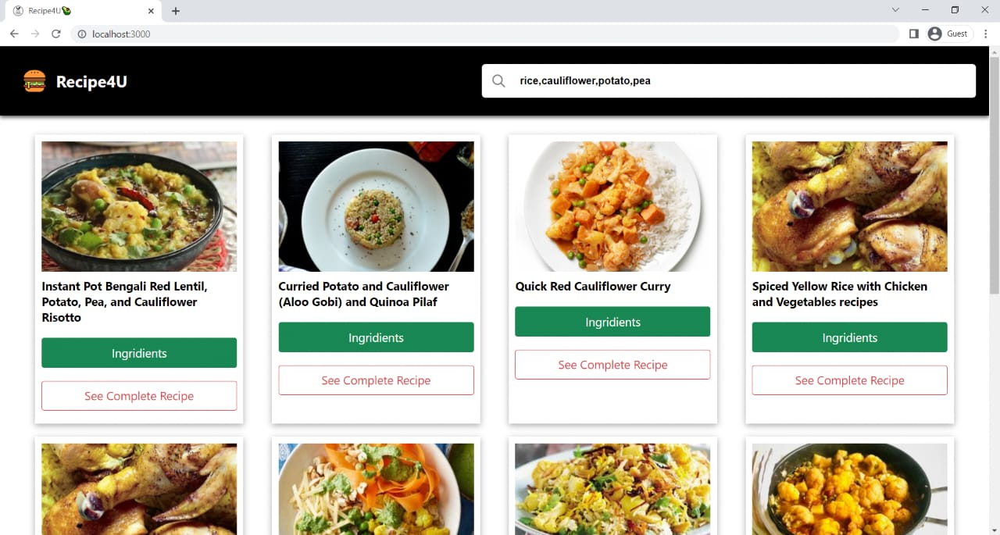 Recipe4U
localhost:3000
Guest
Recipe4U
rice,cauliflower,potato,pea
Instant Pot Bengali Red Lentil,
Potato, Pea, and Cauliflower
Risotto
Ingridients
See Complete Recipe
Curried Potato and Cauliflower
(Aloo Gobi) and Quinoa Pilaf
Ingridients
See Complete Recipe
Quick Red Cauliflower Curry
Ingridients
See Complete Recipe
Spiced Yellow Rice with Chicken
and Vegetables recipes
Ingridients
See Complete Recipe